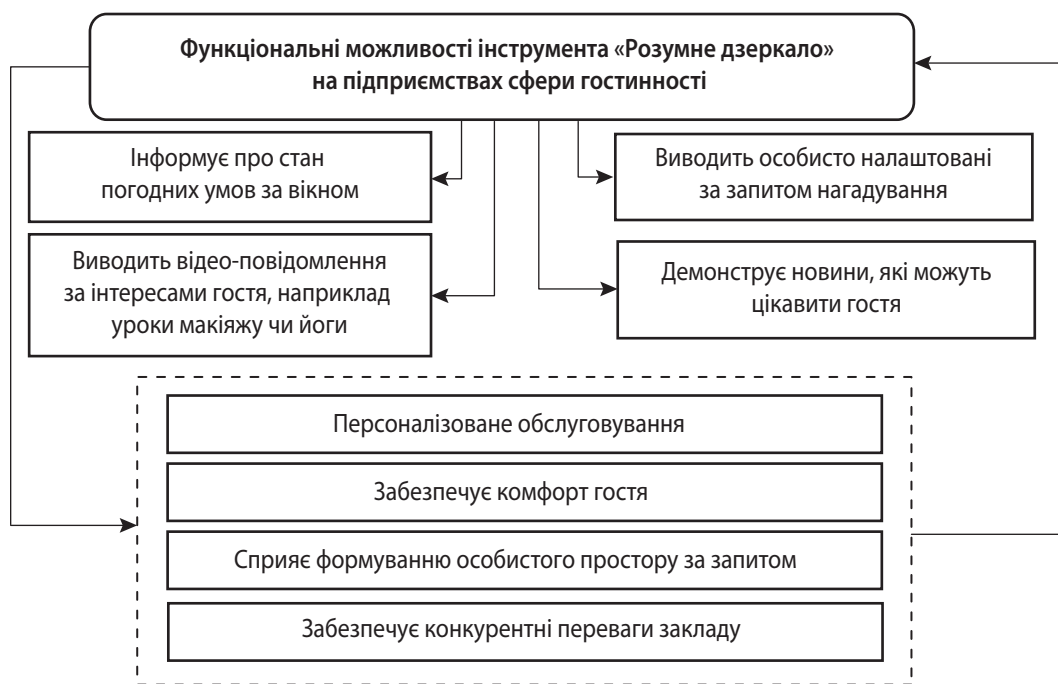 Функціональні можливості інструмента «Розумне дзеркало»
на підприємствах сфери гостинності
Інформує про стан
погодних умов за вікном
Виводить особисто налаштовані
за запитом нагадування
Виводить відео-повідомлення
за інтересами гостя, наприклад
уроки макіяжу чи йоги
Демонструє новини, які можуть
цікавити гостя
Персоналізоване обслуговування
Забезпечує комфорт гостя
Сприяє формуванню особистого простору за запитом
Забезпечує конкурентні переваги закладу